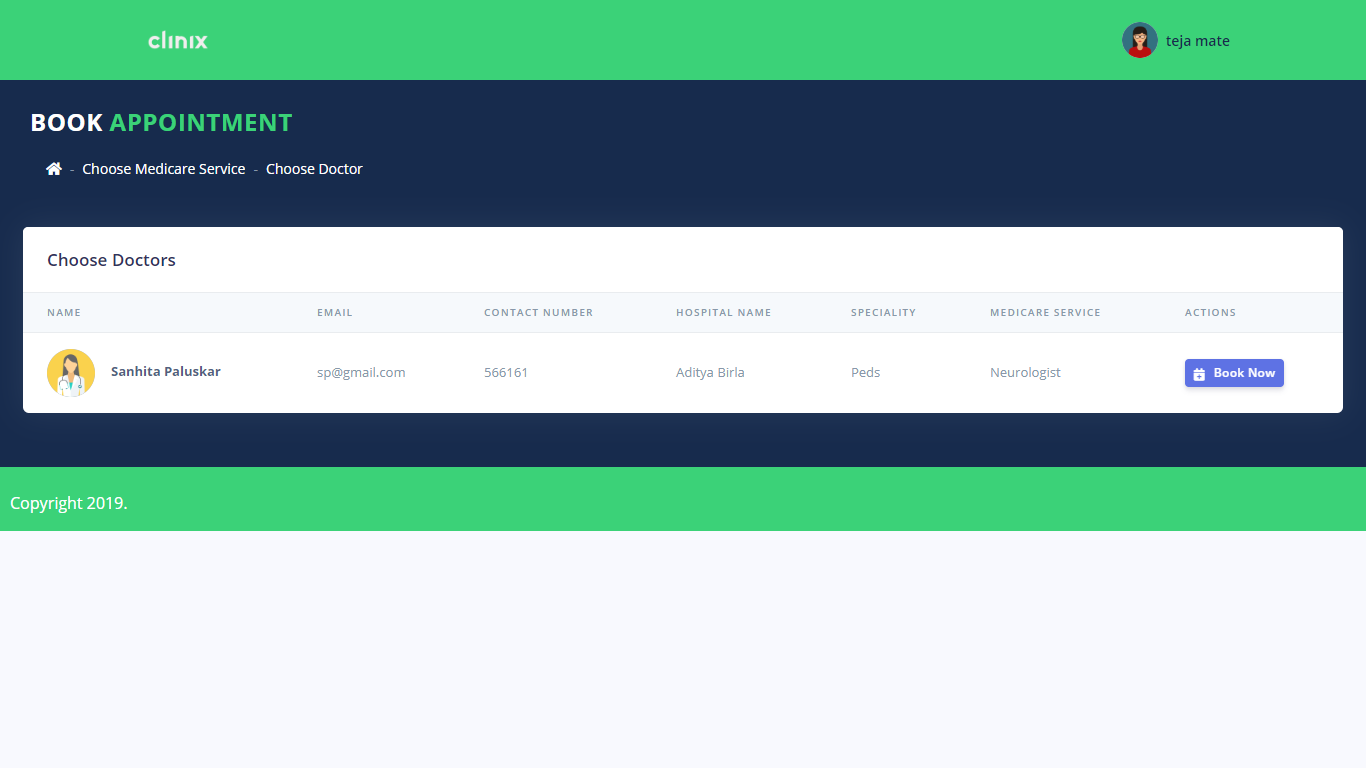 clinix
teja mate
BOOK APPOINTMENT
- Choose Medicare Service - Choose Doctor
Choose Doctors
NAME EMAIL CONTACT NUMBER HOSPITAL NAME SPECIALITY MEDICARE SERVICE ACTIONS
Sanhita Paluskar sp@gmail.com 566161 Aditya Birla Peds Neurologist Book Now
Copyright 2019.